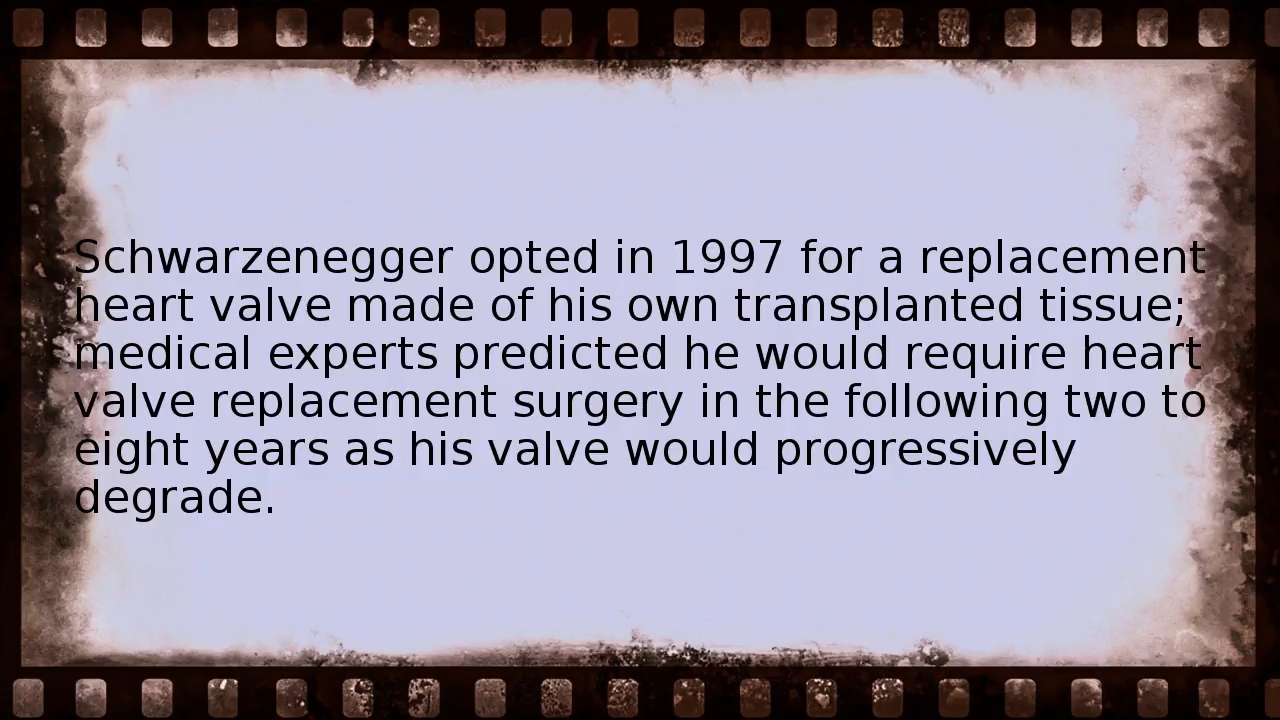 Schwarzenegger opted in 1997 for a replacement
heart valve made of his own transplanted tissue;
medical experts predicted he would require heart
valve replacement surgery in the following two to
eight years as his valve would progressively
degrade.